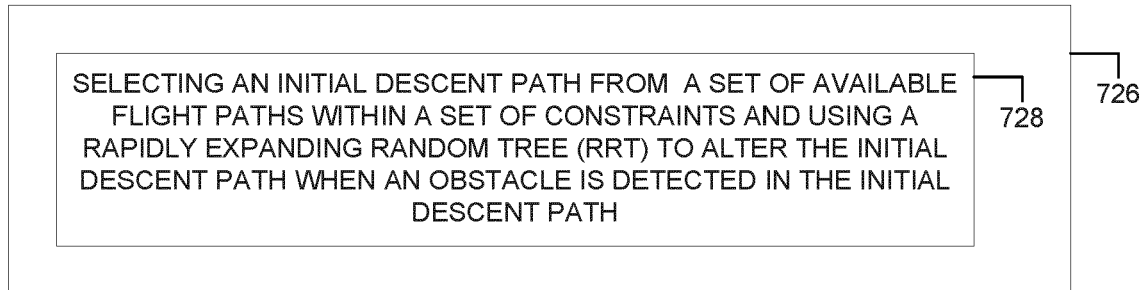 SELECTING AN INITIAL DESCENT PATH FROM A SET OF AVAILABLE
FLIGHT PATHS WITHIN A SET OF CONSTRAINTS AND USING A
RAPIDLY EXPANDING RANDOM TREE (RRT) TO ALTER THE INITIAL
DESCENT PATH WHEN AN OBSTACLE IS DETECTED IN THE INITIAL
DESCENT PATH
728
726